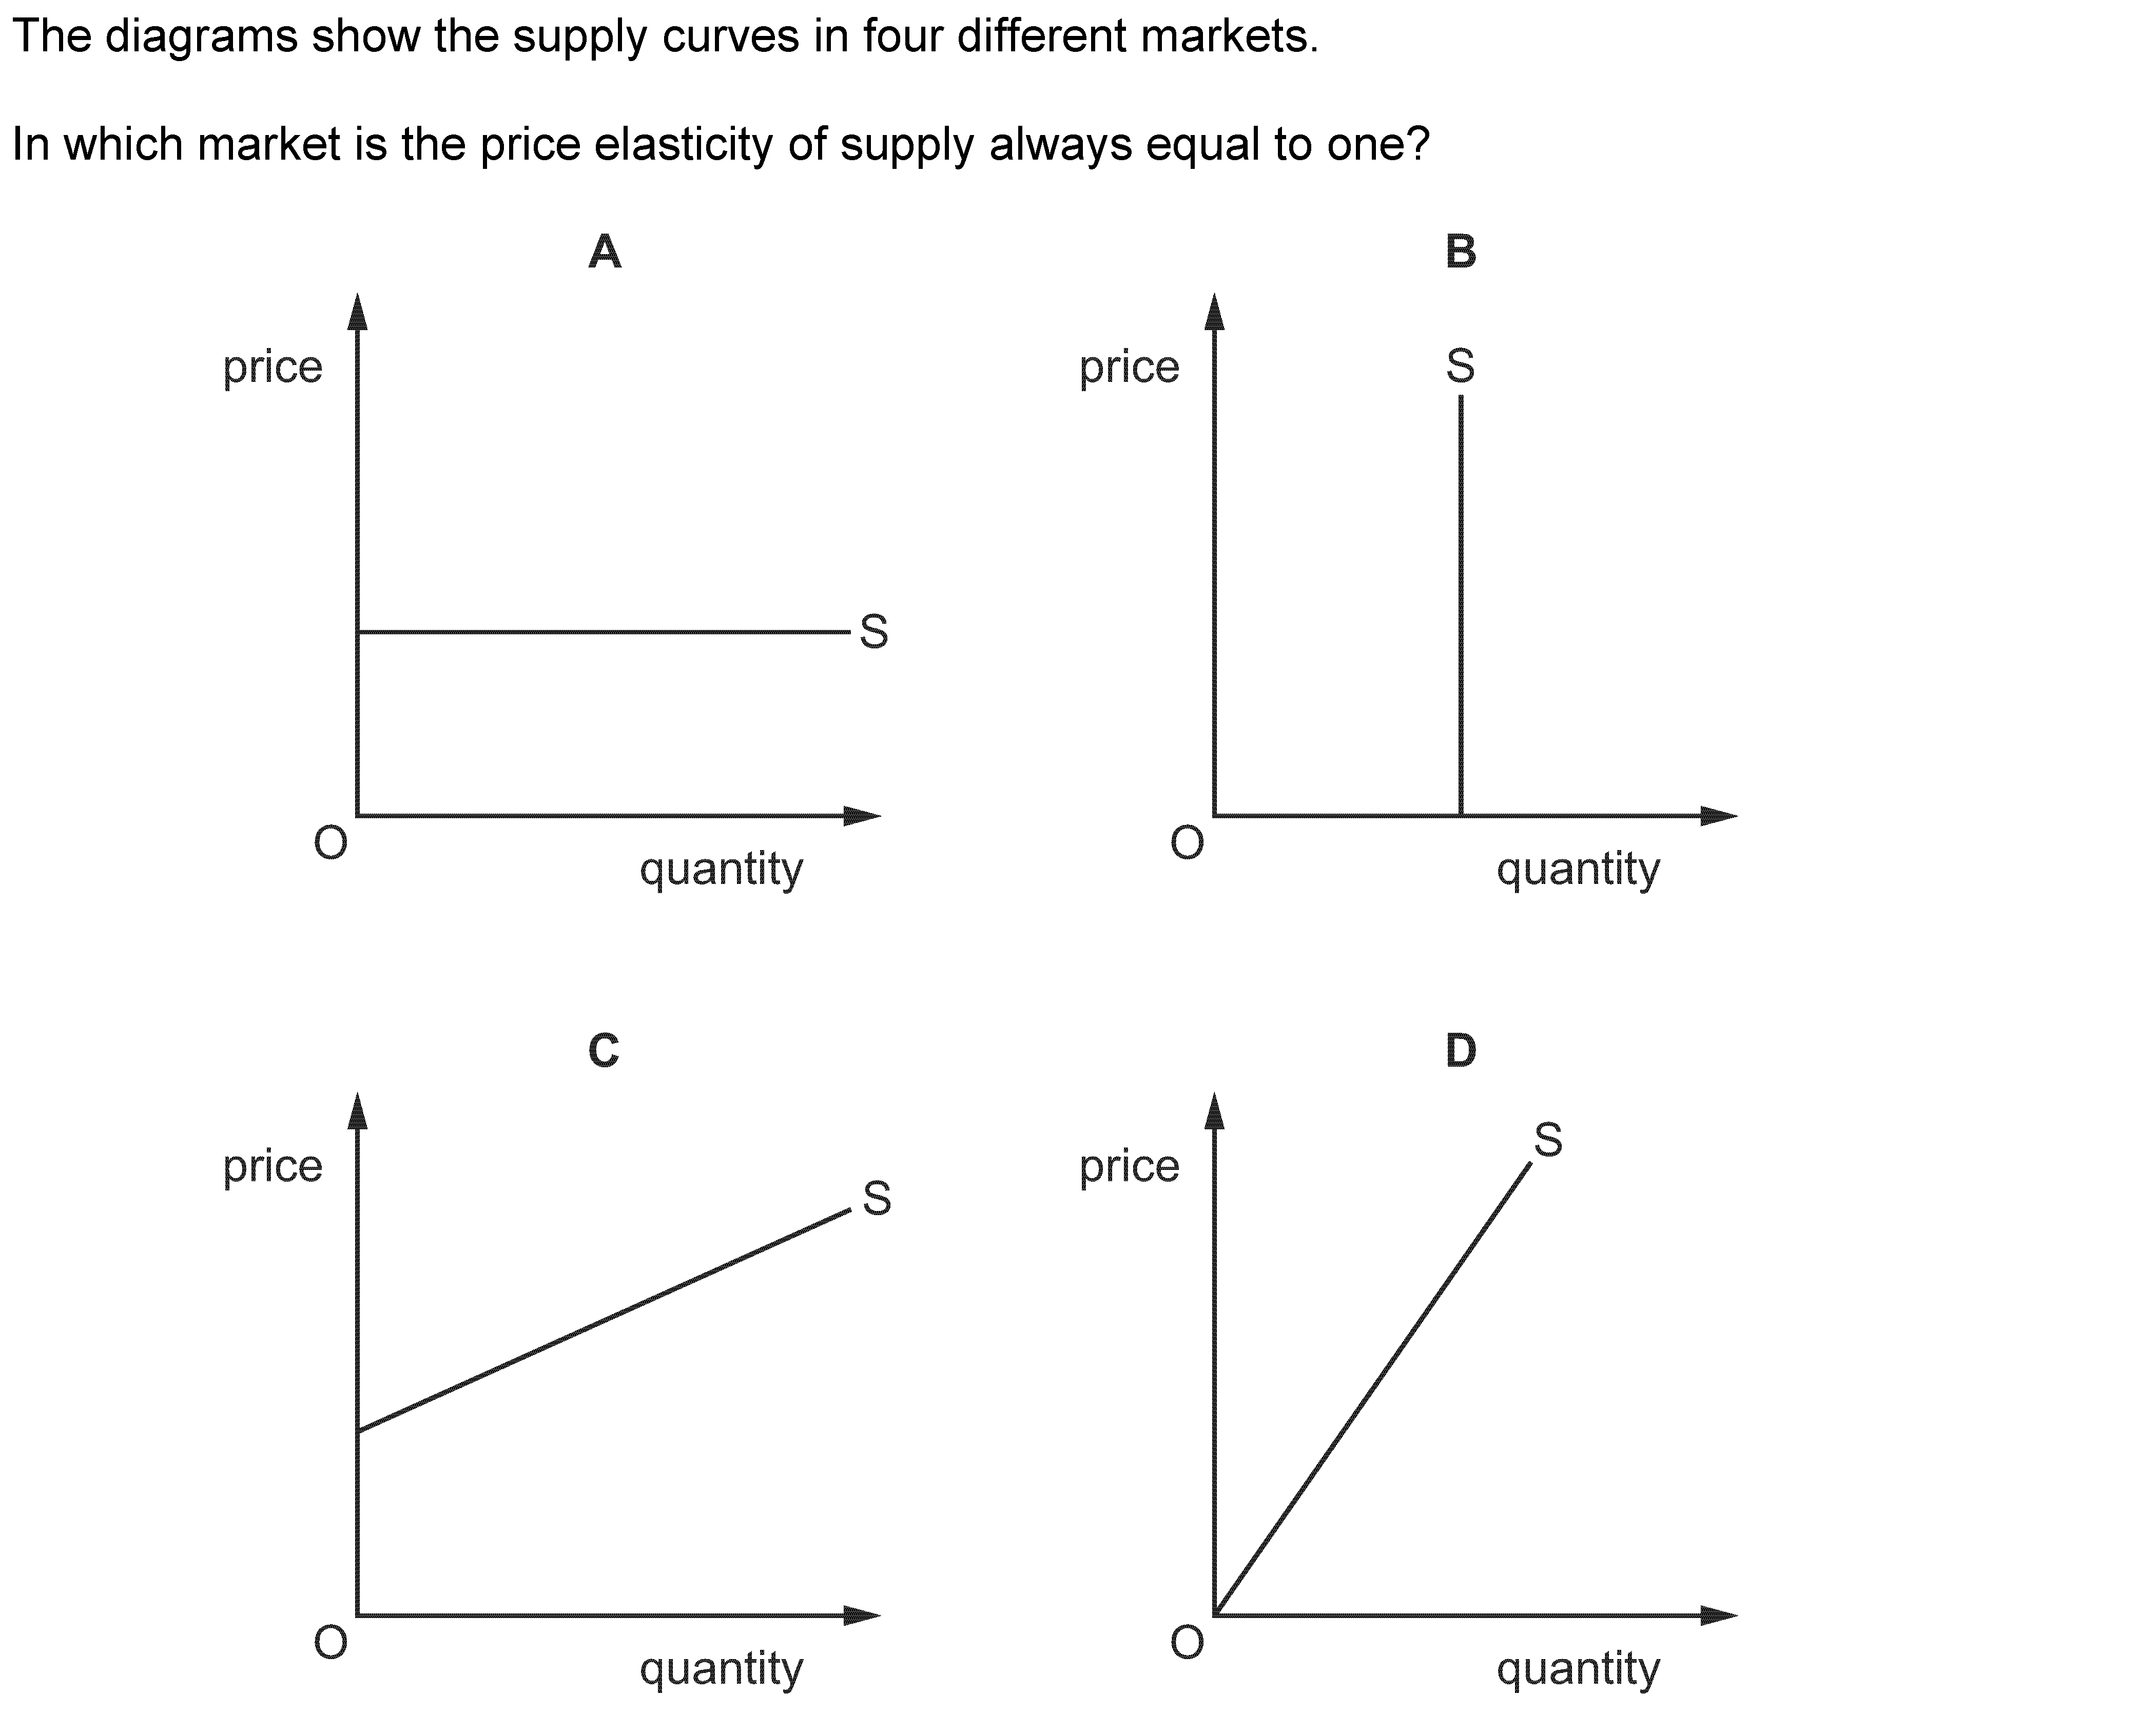 The diagrams show the supply curves in four different markets.
In which market is the price elasticity of supply always equal to one?
A
price
S
O
quantity
B
price
S
O
quantity
C
price
S
O
quantity
D
price
S
O
quantity